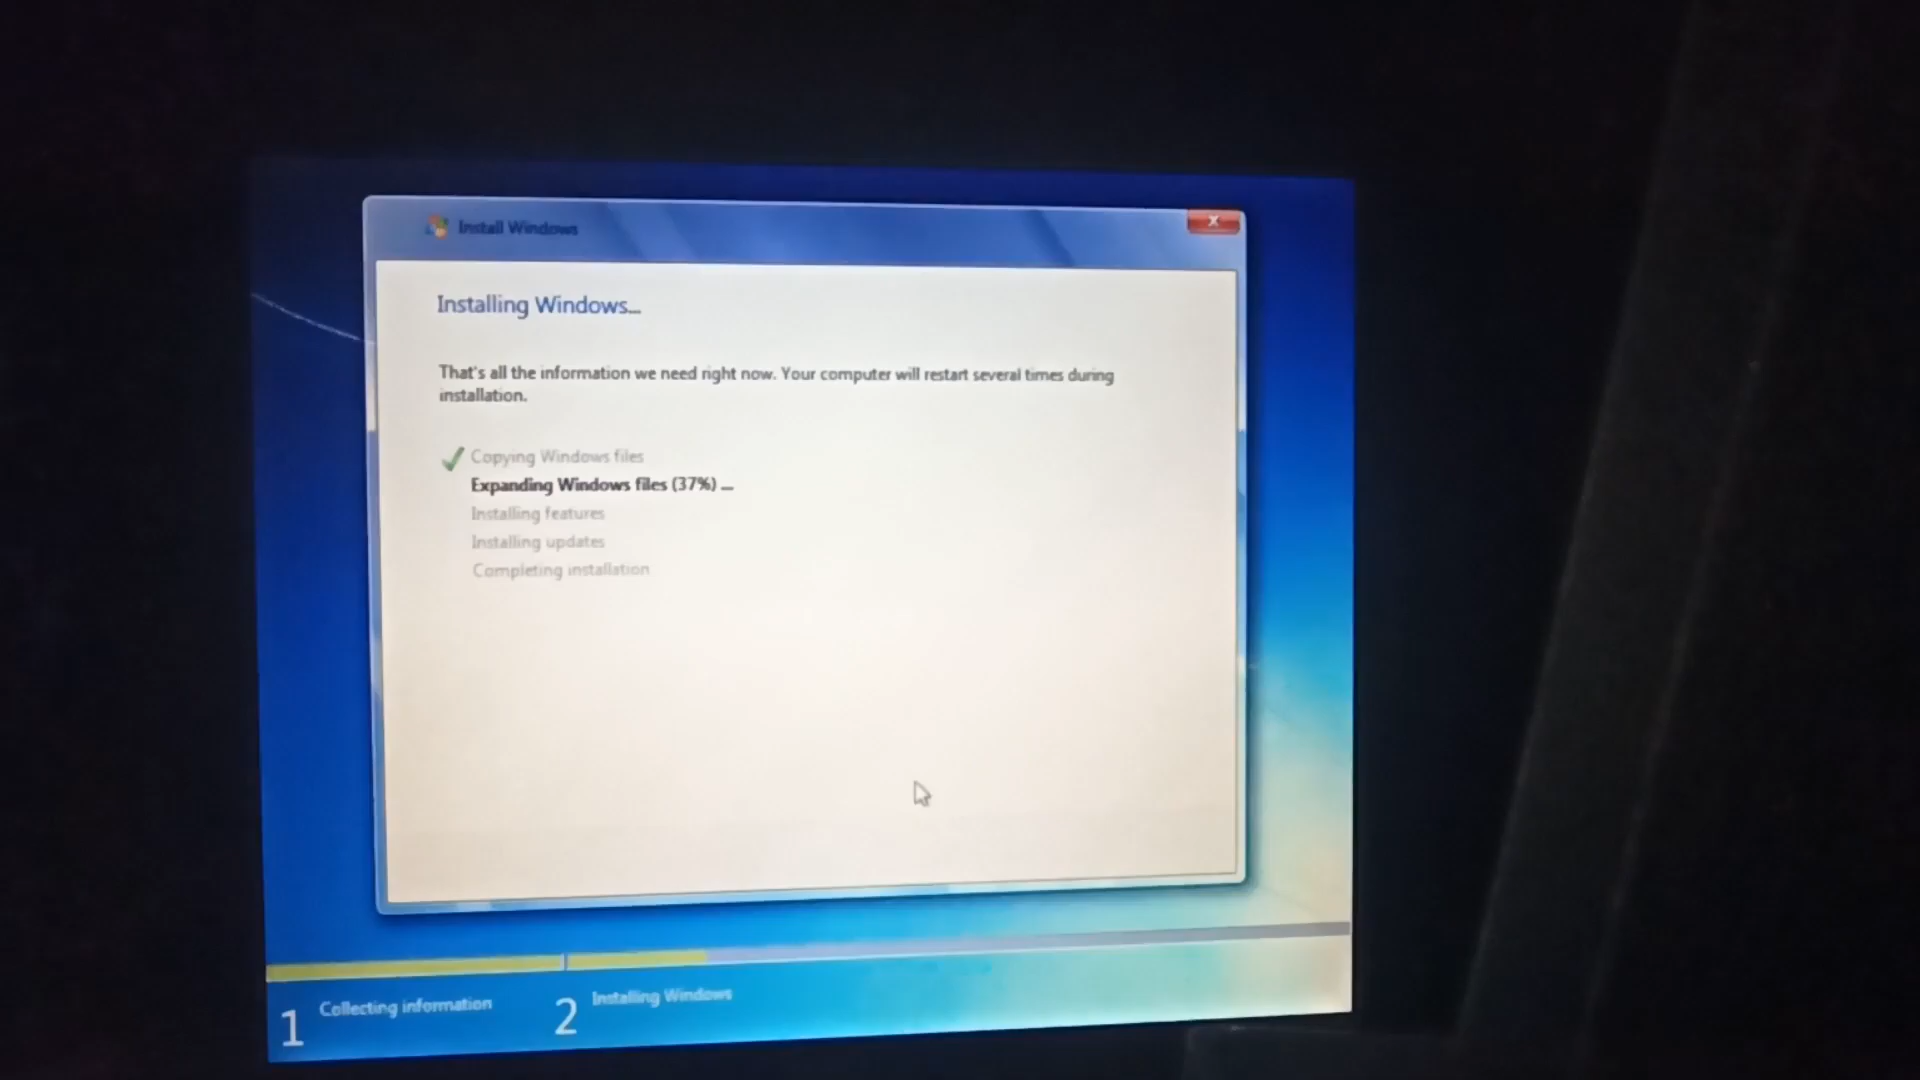 Install Windows
Installing Windows...
That's all the information we need right now. Your computer will restart several times during
installation.
Copying Windows files
Expanding Windows files (37%) ...
Installing features
Installing updates
Completing installation
1 Collecting information 2 Installing Windows